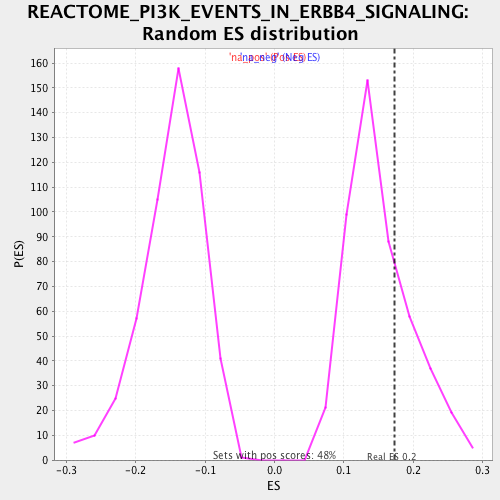 REACTOME_PI3K_EVENTS_IN_ERBB4_SIGNALING:
Random ES distribution
160
150
140
130
120
110
100
90
80
70
60
50
40
30
20
10
0
P(ES)
Sets with pos scores: 48%
Real ES 0.2
-0.3 -0.2 -0.1 0.0 0.1 0.2 0.3
ES